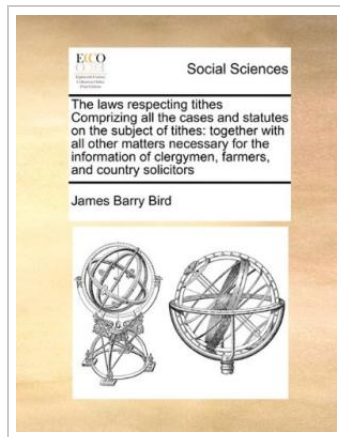 ECCO
Social Sciences
The laws respecting tithes
Comprizing all the cases and statutes
on the subject of tithes: together with
all other matters necessary for the
information of clergymen, farmers,
and country solicitors
James Barry Bird